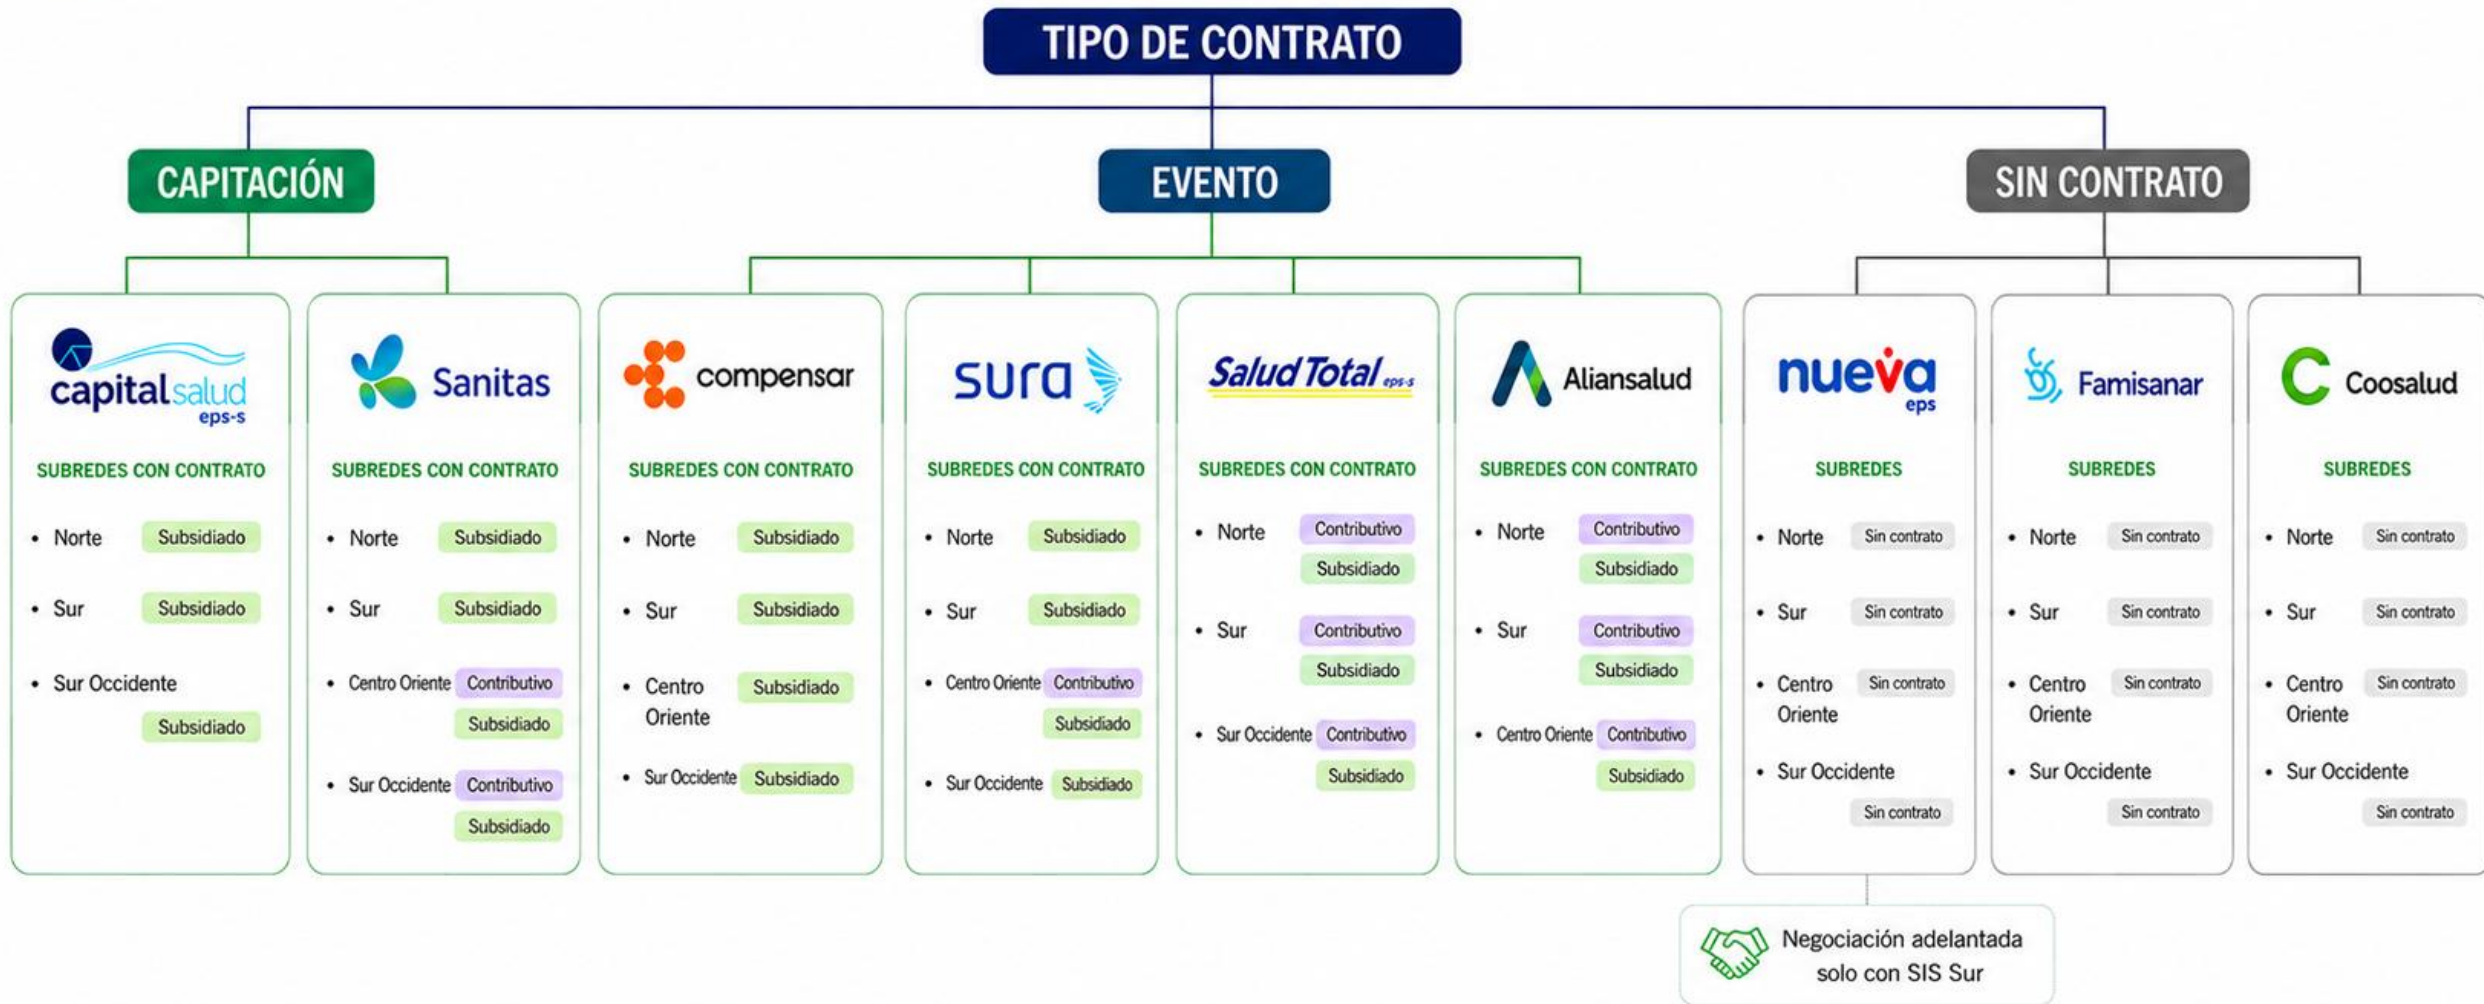 TIPO DE CONTRATO
CAPITACIÓN
EVENTO
SIN CONTRATO
capitalsalud
eps-s
SUBREDES CON CONTRATO
• Norte Subsidiado
• Sur Subsidiado
• Sur Occidente
Subsidiado
Sanitas
SUBREDES CON CONTRATO
• Norte Subsidiado
• Sur Subsidiado
• Centro Oriente Contributivo
Subsidiado
• Sur Occidente Contributivo
Subsidiado
compensar
SUBREDES CON CONTRATO
• Norte Subsidiado
• Sur Subsidiado
• Centro Subsidiado
Oriente
• Sur Occidente Subsidiado
sura
SUBREDES CON CONTRATO
• Norte Subsidiado
• Sur Subsidiado
• Centro Oriente Contributivo
Subsidiado
• Sur Occidente Subsidiado
Salud Total eps-s
SUBREDES CON CONTRATO
• Norte Contributivo
Subsidiado
• Sur Contributivo
Subsidiado
• Sur Occidente Contributivo
Subsidiado
Aliansalud
SUBREDES CON CONTRATO
• Norte Contributivo
Subsidiado
• Sur Contributivo
Subsidiado
• Centro Oriente Contributivo
Subsidiado
nueva
eps
SUBREDES
• Norte Sin contrato
• Sur Sin contrato
• Centro Sin contrato
Oriente
• Sur Occidente
Sin contrato
Famisanar
SUBREDES
• Norte Sin contrato
• Sur Sin contrato
• Centro Sin contrato
Oriente
• Sur Occidente
Sin contrato
Coosalud
SUBREDES
• Norte Sin contrato
• Sur Sin contrato
• Centro Sin contrato
Oriente
• Sur Occidente
Sin contrato
Negociación adelantada
solo con SIS Sur